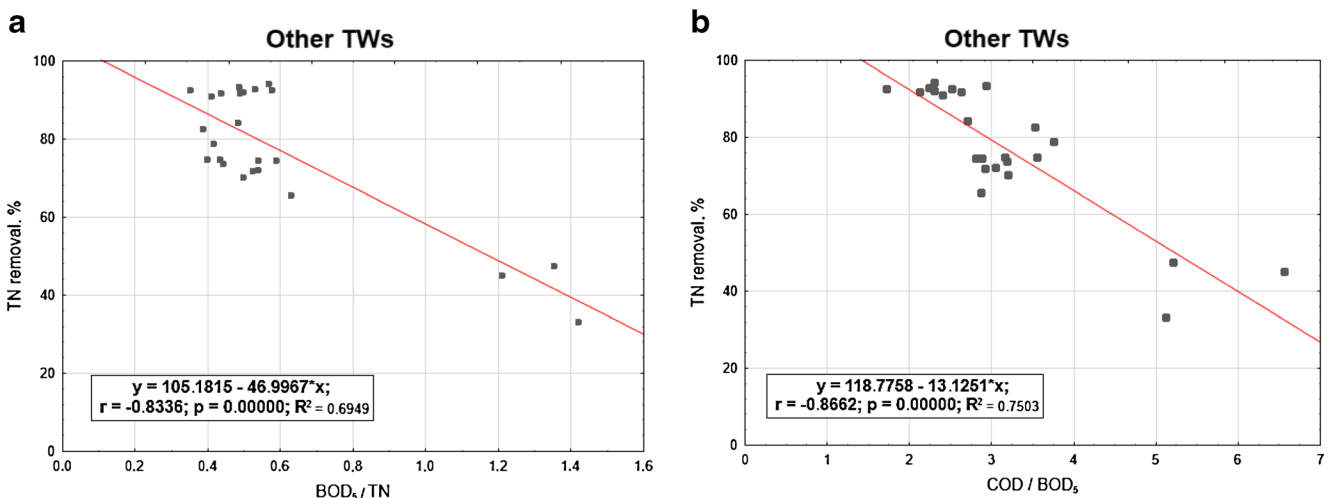 a
Other TWs
TN removal. %
100
80
60
40
20
0
y = 105.1815 - 46.9967*x;
r = -0.8336; p = 0.00000; R² = 0.6949
0.0 0.2 0.4 0.6 0.8 1.0 1.2 1.4 1.6
BOD₅ / TN
b
Other TWs
TN removal. %
100
80
60
40
20
0
y = 118.7758 - 13.1251*x;
r = -0.8662; p = 0.00000; R² = 0.7503
0 1 2 3 4 5 6 7
COD / BOD₅